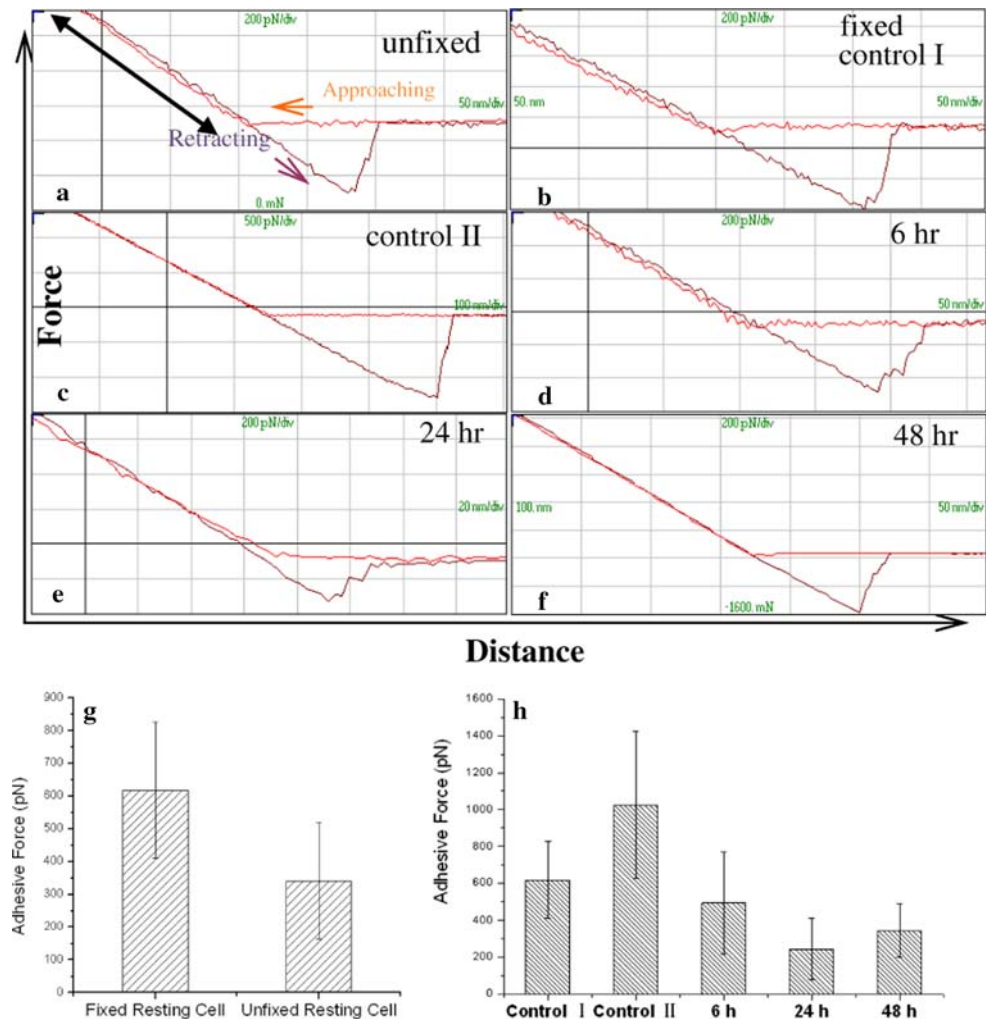 200 pN/div
unfixed
Approaching
50 nm/div
Retracting
a
0. mN
200 pN/div
fixed
control I
50. nm
50 nm/div
b
500 pN/div
control II
100 nm/div
c
200 pN/div
6 hr
50 nm/div
d
200 pN/div
24 hr
20 nm/div
e
200 pN/div
48 hr
100. nm
50 nm/div
f
-1600. mN
Force
Distance
g
900
800
700
600
500
400
300
200
100
0
Adhesive Force (pN)
Fixed Resting Cell
Unfixed Resting Cell
h
1600
1400
1200
1000
800
600
400
200
0
Adhesive Force (pN)
Control I
Control II
6 h
24 h
48 h